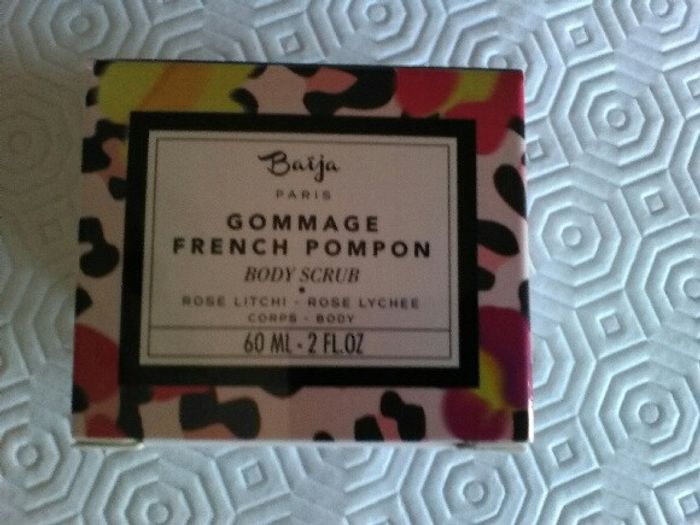 Baïja
PARIS
GOMMAGE
FRENCH POMPON
BODY SCRUB
ROSE LITCHI - ROSE LYCHEE
CORPS - BODY
60 ML - 2 FL.OZ